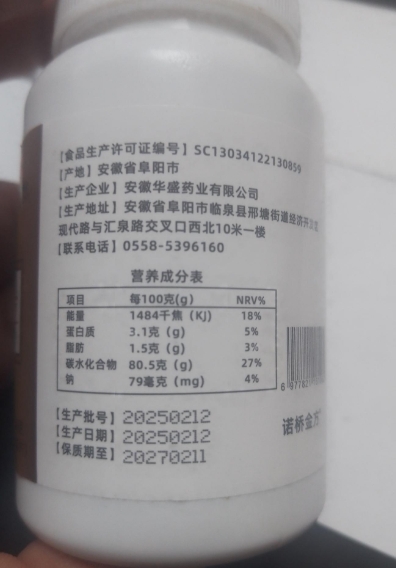 【食品生产许可证编号】SC13034122130859
【产地】安徽省阜阳市
【生产企业】安徽华盛药业有限公司
【生产地址】安徽省阜阳市临泉县邢塘街道经济开
现代路与汇泉路交叉口西北10米一楼
【联系电话】0558-5396160
营养成分表
项目 每100克(g) NRV%
能量 1484千焦（KJ） 18%
蛋白质 3.1克（g） 5%
脂肪 1.5克（g） 3%
碳水化合物 80.5克（g） 27%
钠 79毫克（mg） 4%
【生产批号】20250212
【生产日期】20250212
【保质期至】20270211
诺桥金方